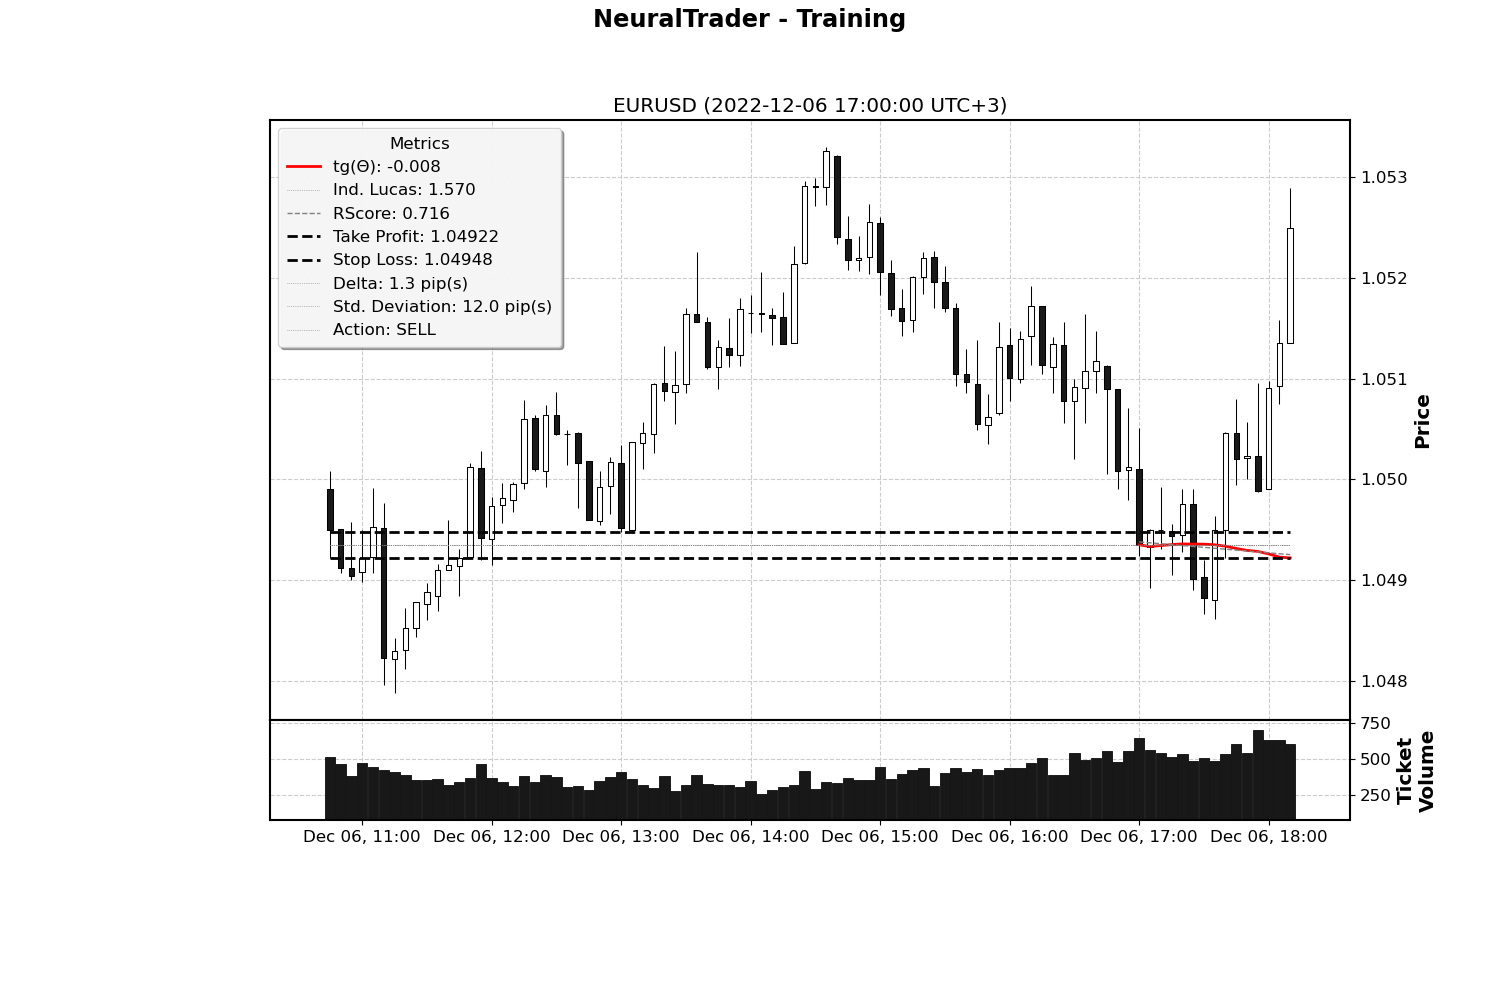 NeuralTrader - Training
EURUSD (2022-12-06 17:00:00 UTC+3)
Metrics
tg(Θ): -0.008
Ind. Lucas: 1.570
RScore: 0.716
Take Profit: 1.04922
Stop Loss: 1.04948
Delta: 1.3 pip(s)
Std. Deviation: 12.0 pip(s)
Action: SELL
1.053
1.052
1.051
1.050
1.049
1.048
Price
750
500
250
Ticket
Volume
Dec 06, 11:00 Dec 06, 12:00 Dec 06, 13:00 Dec 06, 14:00 Dec 06, 15:00 Dec 06, 16:00 Dec 06, 17:00 Dec 06, 18:00